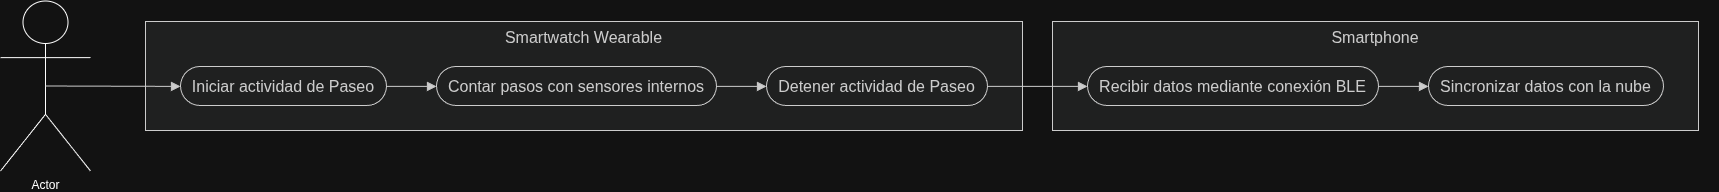 Smartwatch Wearable
Iniciar actividad de Paseo
Contar pasos con sensores internos
Detener actividad de Paseo
Smartphone
Recibir datos mediante conexión BLE
Sincronizar datos con la nube
Actor